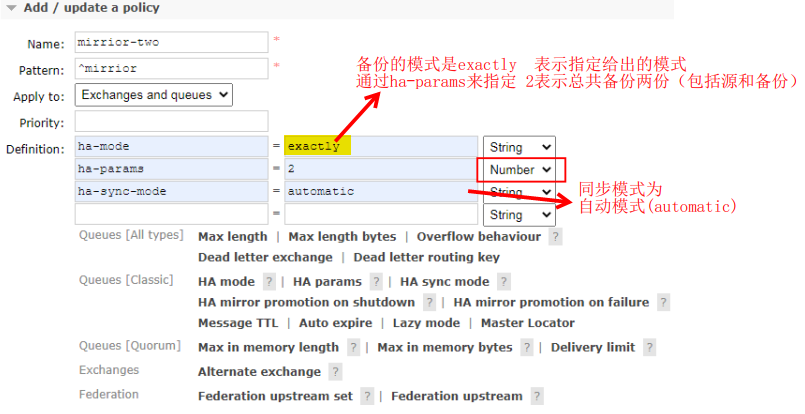 Add / update a policy
Name: mirrior-two *
Pattern: ^mirrior *
Apply to: Exchanges and queues
Priority:
Definition: ha-mode = exactly String
ha-params = 2 Number
ha-sync-mode = automatic String
= String
备份的模式是exactly 表示指定给出的模式
通过ha-params来指定 2表示总共备份两份（包括源和备份）
同步模式为
自动模式(automatic)
Queues [All types] Max length | Max length bytes | Overflow behaviour ?
Dead letter exchange | Dead letter routing key
Queues [Classic] HA mode ? | HA params ? | HA sync mode ?
HA mirror promotion on shutdown ? | HA mirror promotion on failure ?
Message TTL | Auto expire | Lazy mode | Master Locator
Queues [Quorum] Max in memory length ? | Max in memory bytes ? | Delivery limit ?
Exchanges Alternate exchange ?
Federation Federation upstream set ? | Federation upstream ?